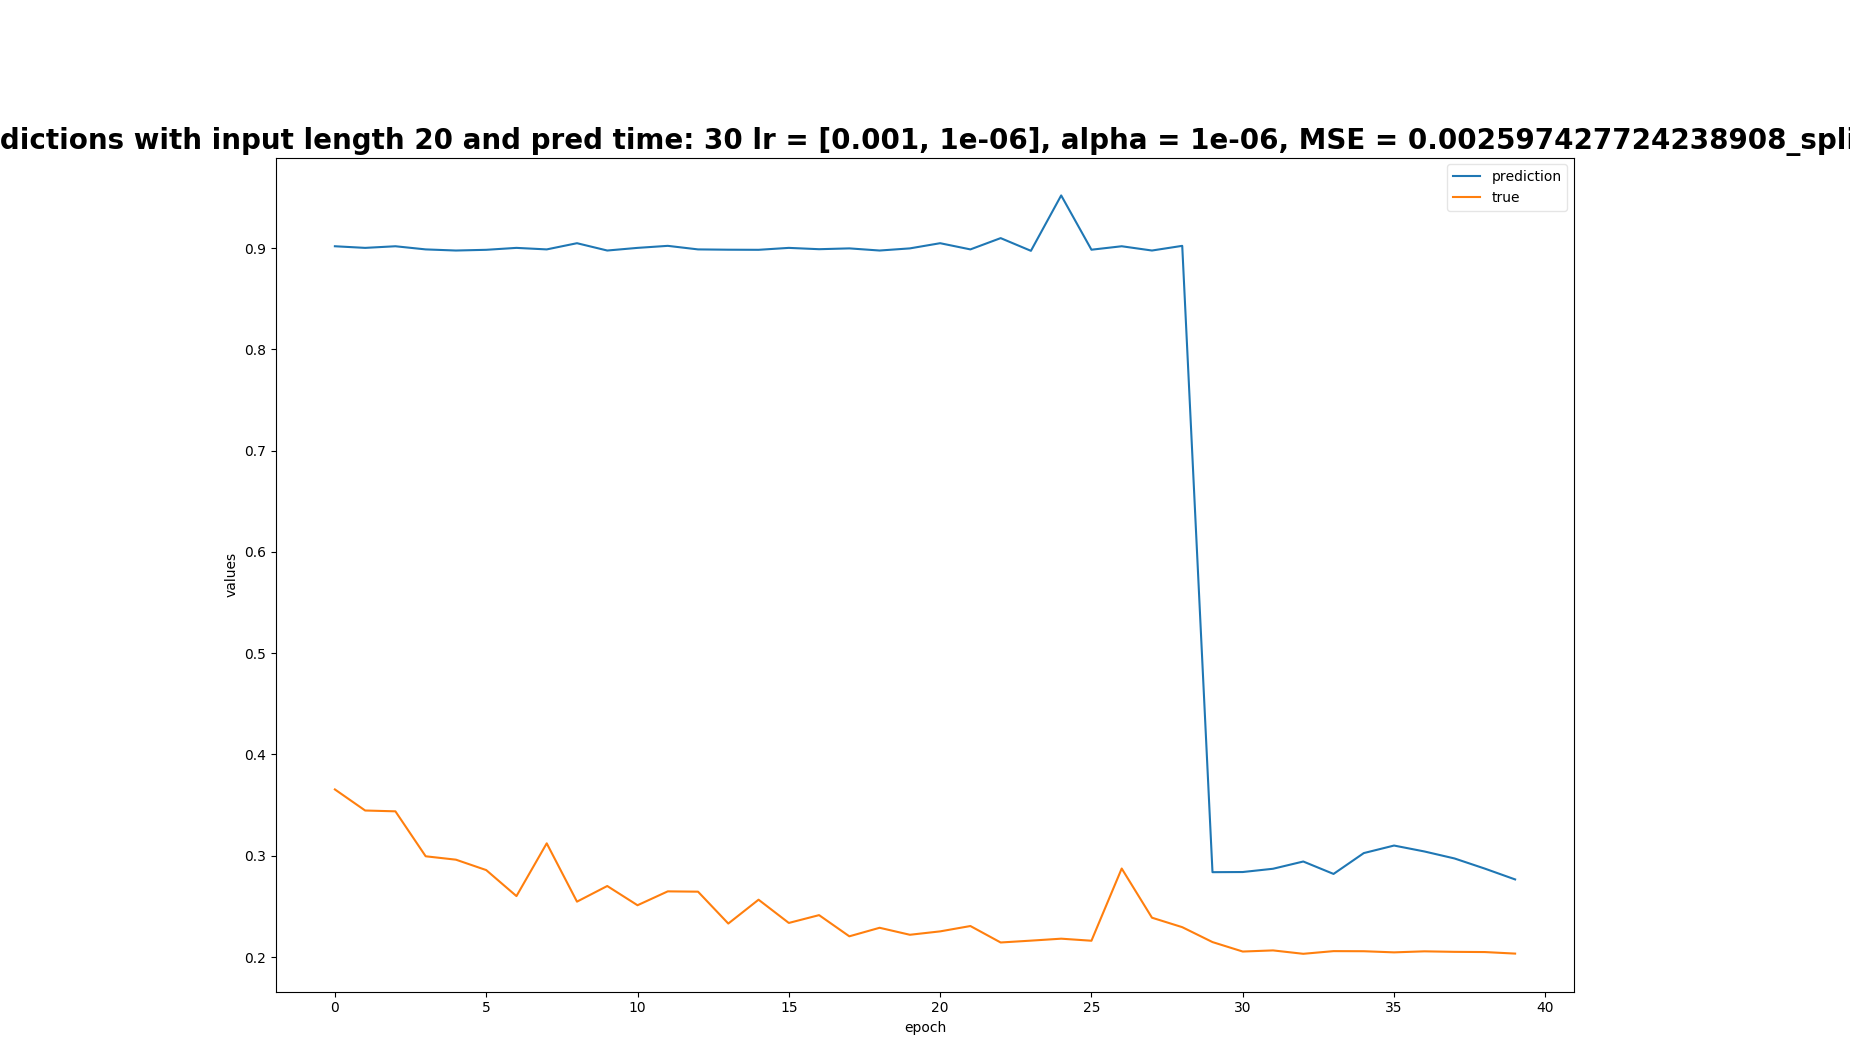 dictions with input length 20 and pred time: 30 lr = [0.001, 1e-06], alpha = 1e-06, MSE = 0.002597427724238908_spli
prediction
true
0.9
0.8
0.7
0.6
0.5
0.4
0.3
0.2
values
0 5 10 15 20 25 30 35 40
epoch